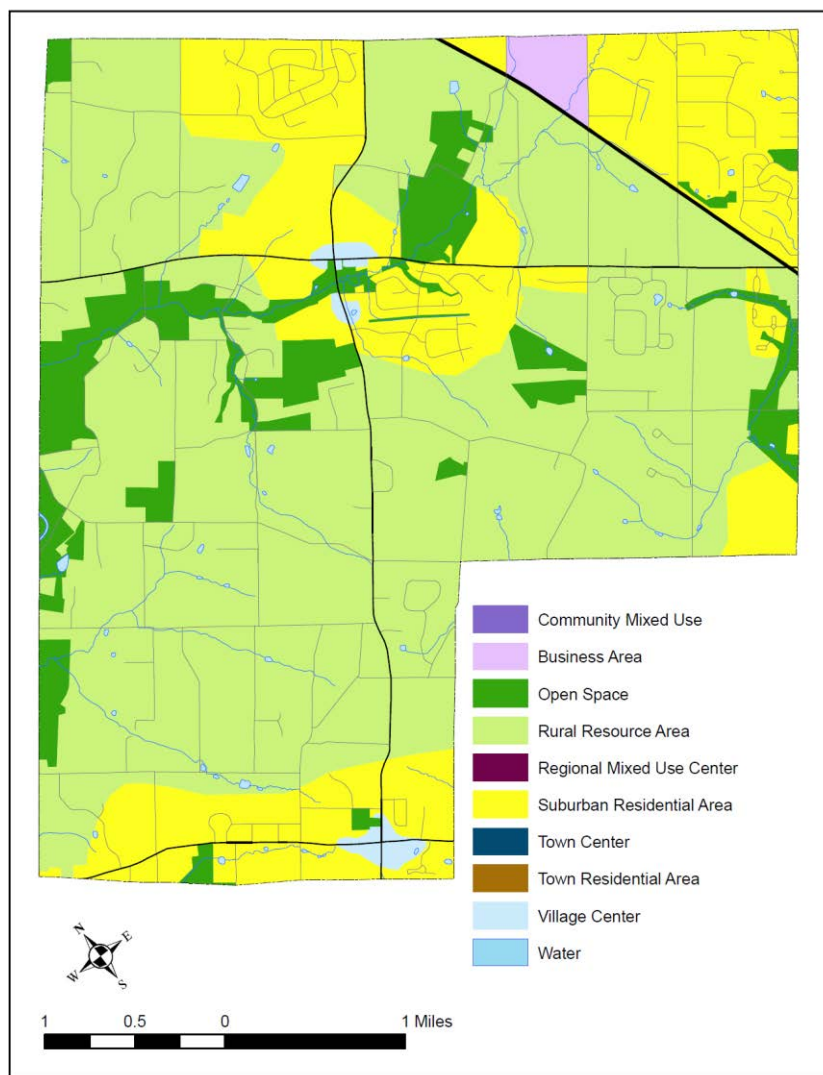 Community Mixed Use
Business Area
Open Space
Rural Resource Area
Regional Mixed Use Center
Suburban Residential Area
Town Center
Town Residential Area
Village Center
Water
N
E
W
S
1 0.5 0 1 Miles